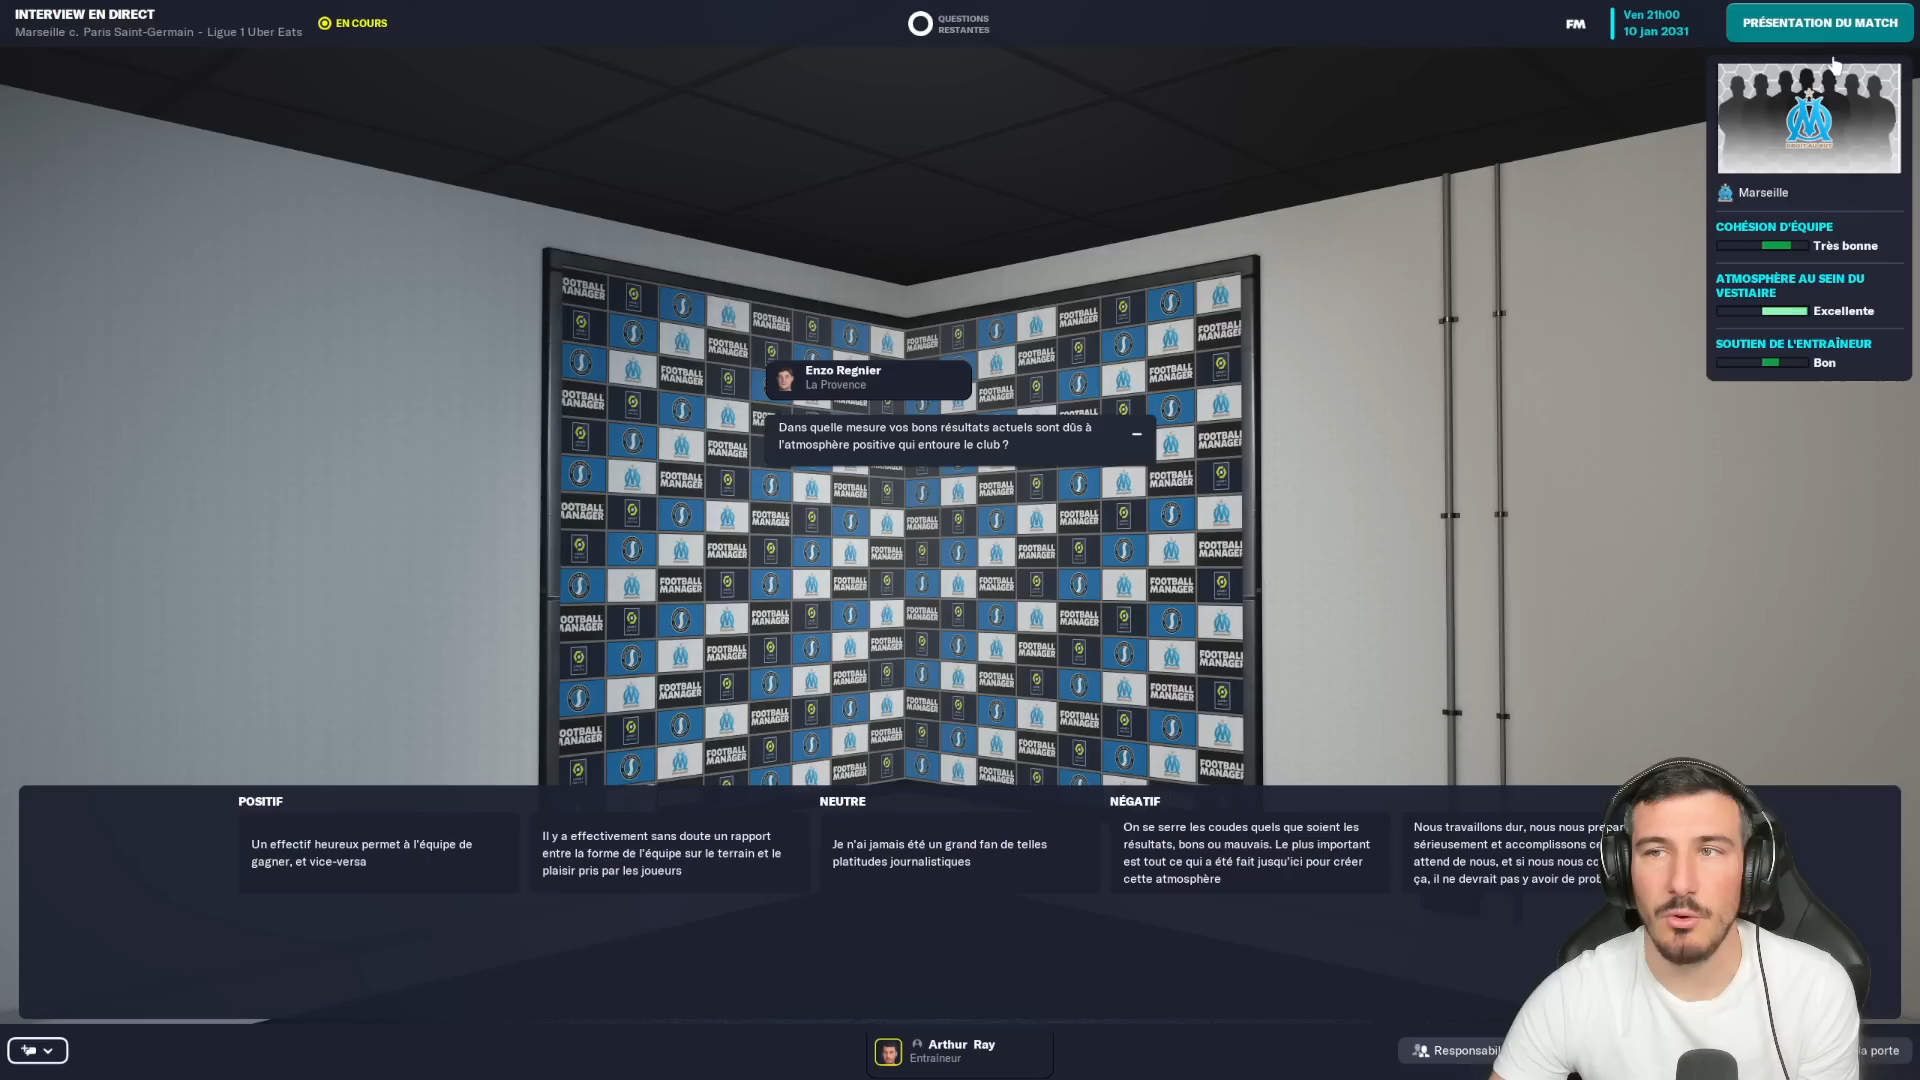 INTERVIEW EN DIRECT
Marseille c. Paris Saint-Germain - Ligue 1 Uber Eats
EN COURS
QUESTIONS
RESTANTES
FM
Ven 21h00
10 jan 2031
PRÉSENTATION DU MATCH
Marseille
COHÉSION D'ÉQUIPE
Très bonne
ATMOSPHÈRE AU SEIN DU
VESTIAIRE
Excellente
SOUTIEN DE L'ENTRAÎNEUR
Bon
FOOTBALL
MANAGER
Enzo Regnier
La Provence
Dans quelle mesure vos bons résultats actuels sont dûs à
l'atmosphère positive qui entoure le club ?
POSITIF
Un effectif heureux permet à l'équipe de
gagner, et vice-versa
Il y a effectivement sans doute un rapport
entre la forme de l'équipe sur le terrain et le
plaisir pris par les joueurs
NEUTRE
Je n'ai jamais été un grand fan de telles
platitudes journalistiques
NÉGATIF
On se serre les coudes quels que soient les
résultats, bons ou mauvais. Le plus important
est tout ce qui a été fait jusqu'ici pour créer
cette atmosphère
Nous travaillons dur, nous nous
sérieusement et accomplissons
attend de nous, et si nous nous
ça, il ne devrait pas y avoir de
Arthur Ray
Entraîneur
la porte